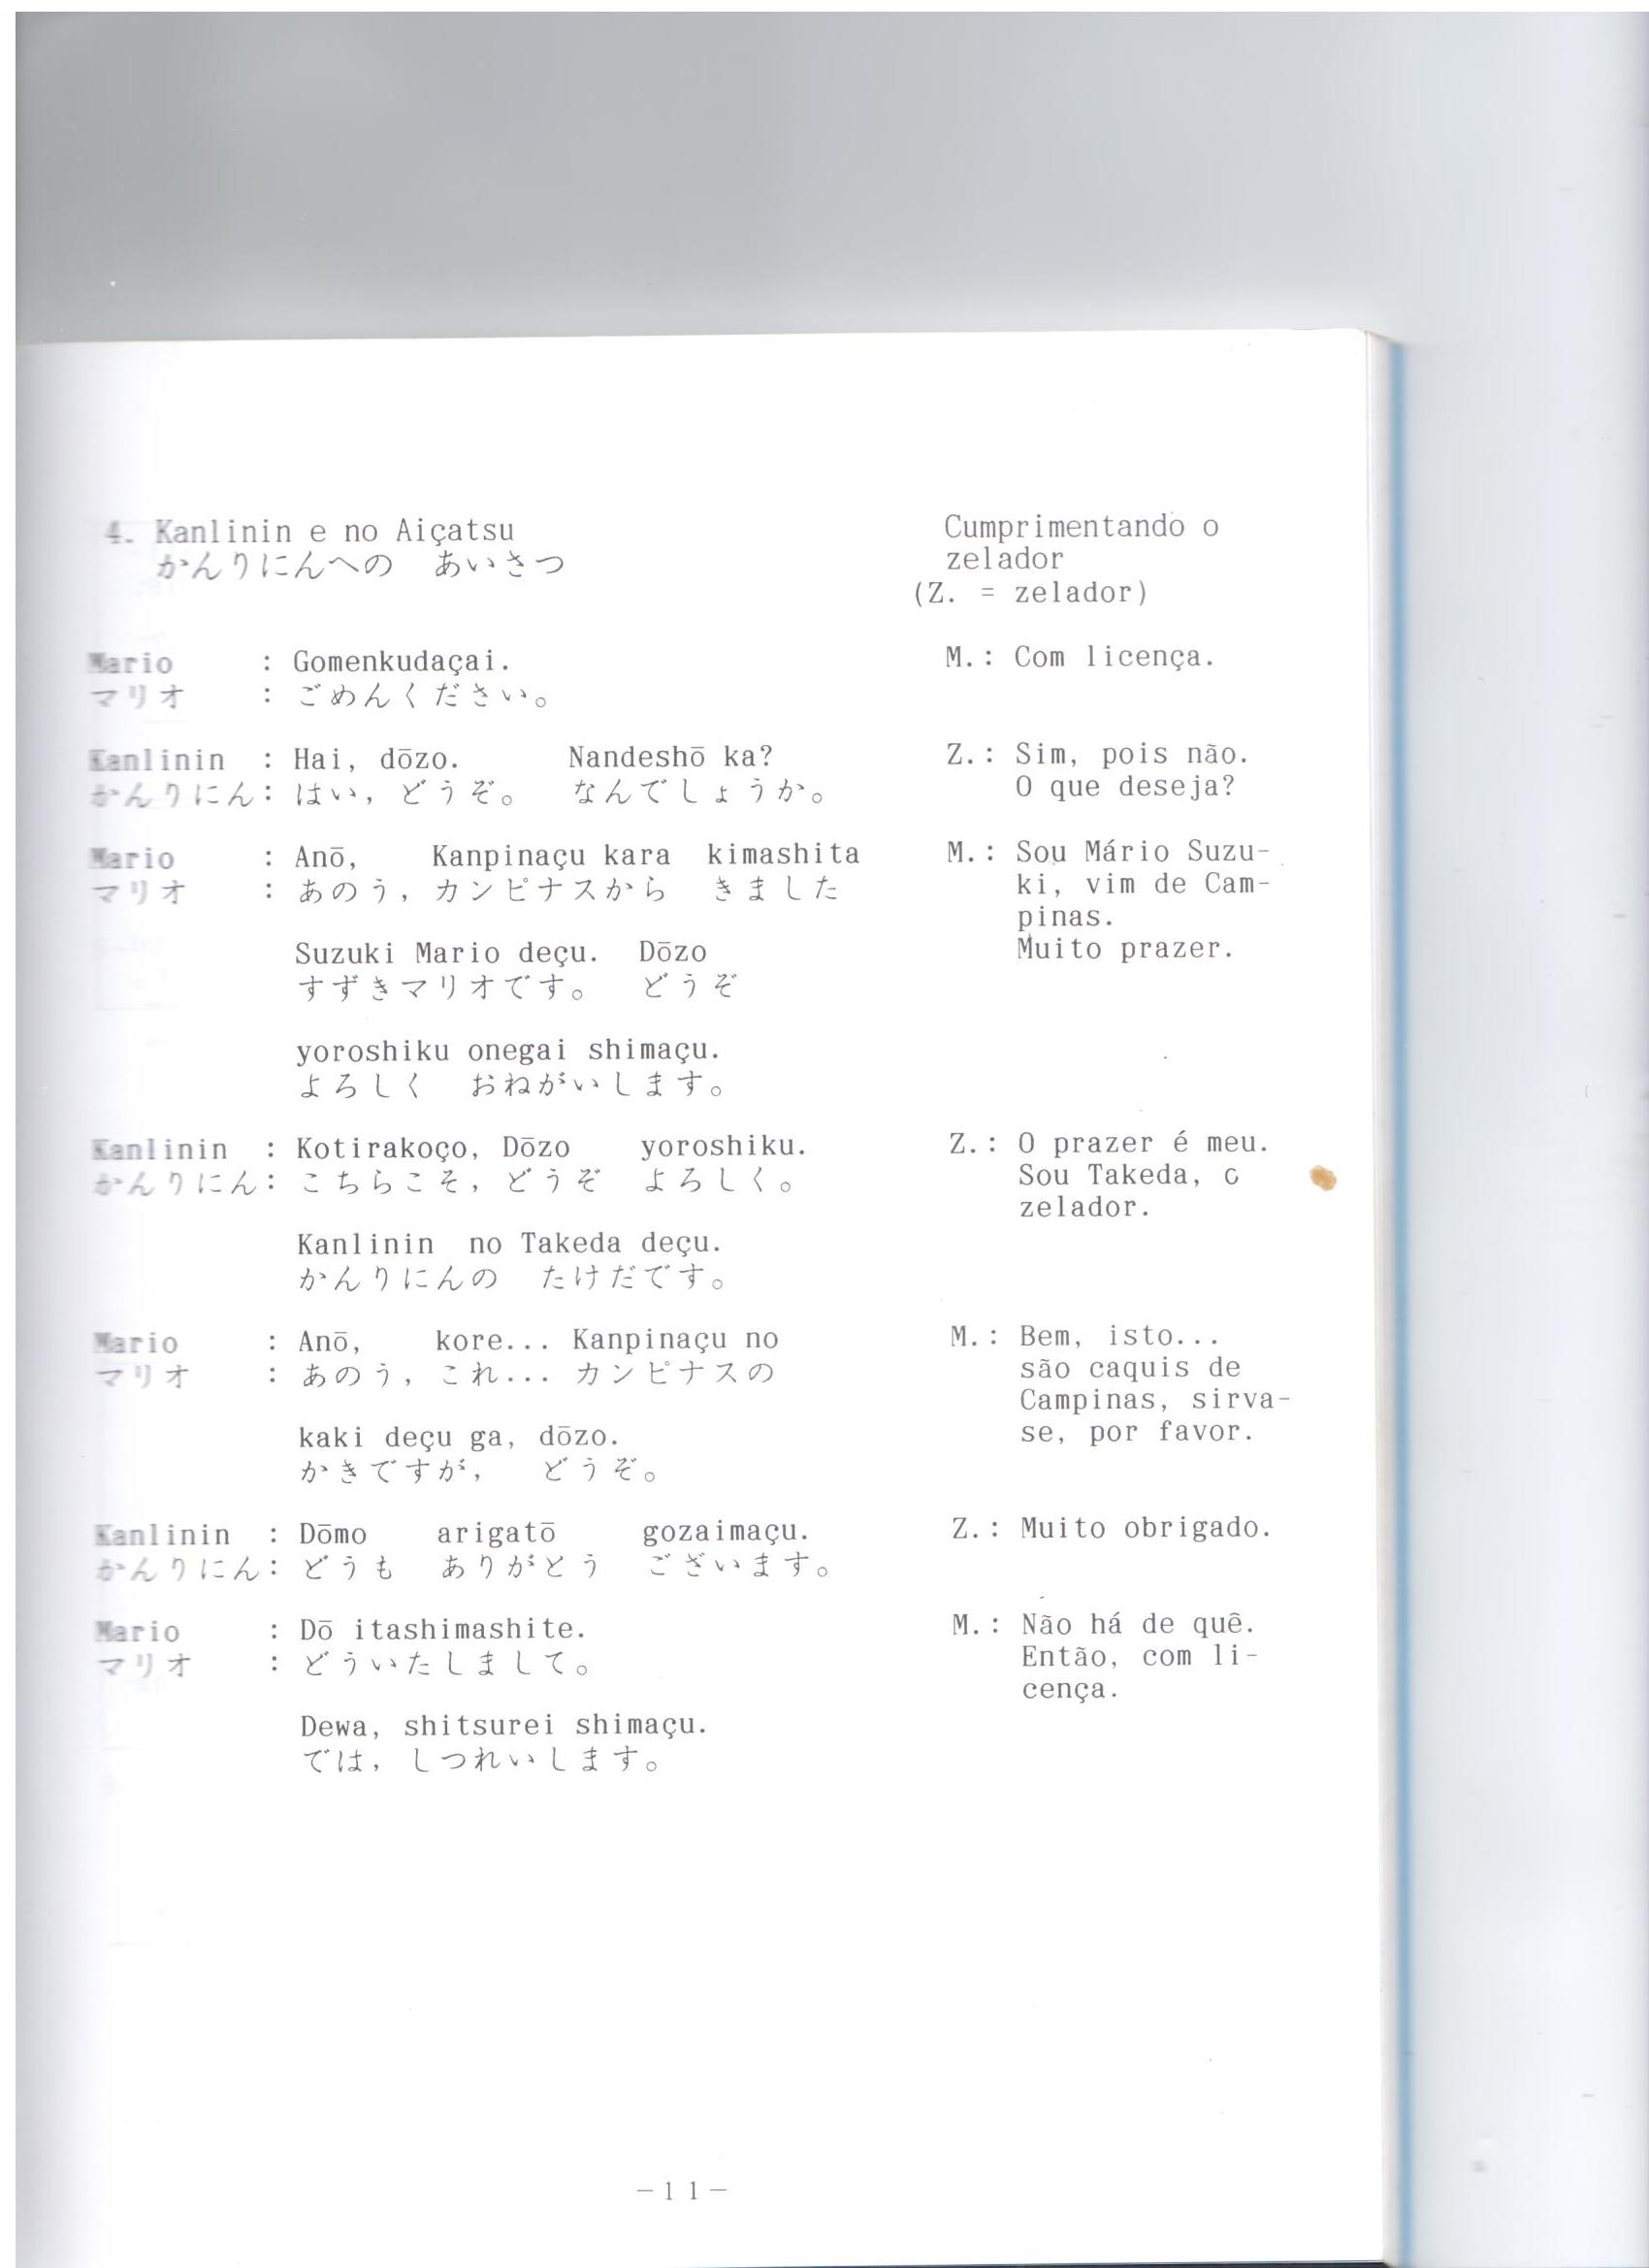 4. Kanlinin e no Aiçatsu
かんりにんへの　あいさつ
Cumprimentando o
zelador
(Z. = zelador)
Mario : Gomenkudaçai.
マリオ : ごめんください。
M.: Com licença.
Kanlinin : Hai, dōzo. Nandeshō ka?
かんりにん: はい, どうぞ。 なんでしょうか。
Z.: Sim, pois não.
O que deseja?
Mario : Anō, Kanpinaçu kara kimashita
マリオ : あのう, カンピナスから きました
Suzuki Mario deçu. Dōzo
すずきマリオです。 どうぞ
yoroshiku onegai shimaçu.
よろしく おねがいします。
M.: Sou Mário Suzu-
ki, vim de Cam-
pinas.
Muito prazer.
Kanlinin : Kotirakoço, Dōzo yoroshiku.
かんりにん: こちらこそ, どうぞ よろしく。
Kanlinin no Takeda deçu.
かんりにんの たけだです。
Z.: O prazer é meu.
Sou Takeda, o
zelador.
Mario : Anō, kore... Kanpinaçu no
マリオ : あのう, これ... カンピナスの
kaki deçu ga, dōzo.
かきですが, どうぞ。
M.: Bem, isto...
são caquis de
Campinas, sirva-
se, por favor.
Kanlinin : Dōmo arigatō gozaimaçu.
かんりにん: どうも ありがとう ございます。
Z.: Muito obrigado.
Mario : Dō itashimashite.
マリオ : どういたしまして。
Dewa, shitsurei shimaçu.
では, しつれいします。
M.: Não há de quê.
Então, com li-
cença.
－11－